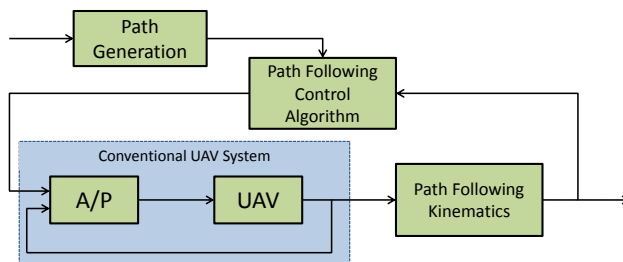 Path
Generation
Path Following
Control
Algorithm
Conventional UAV System
A/P
UAV
Path Following
Kinematics